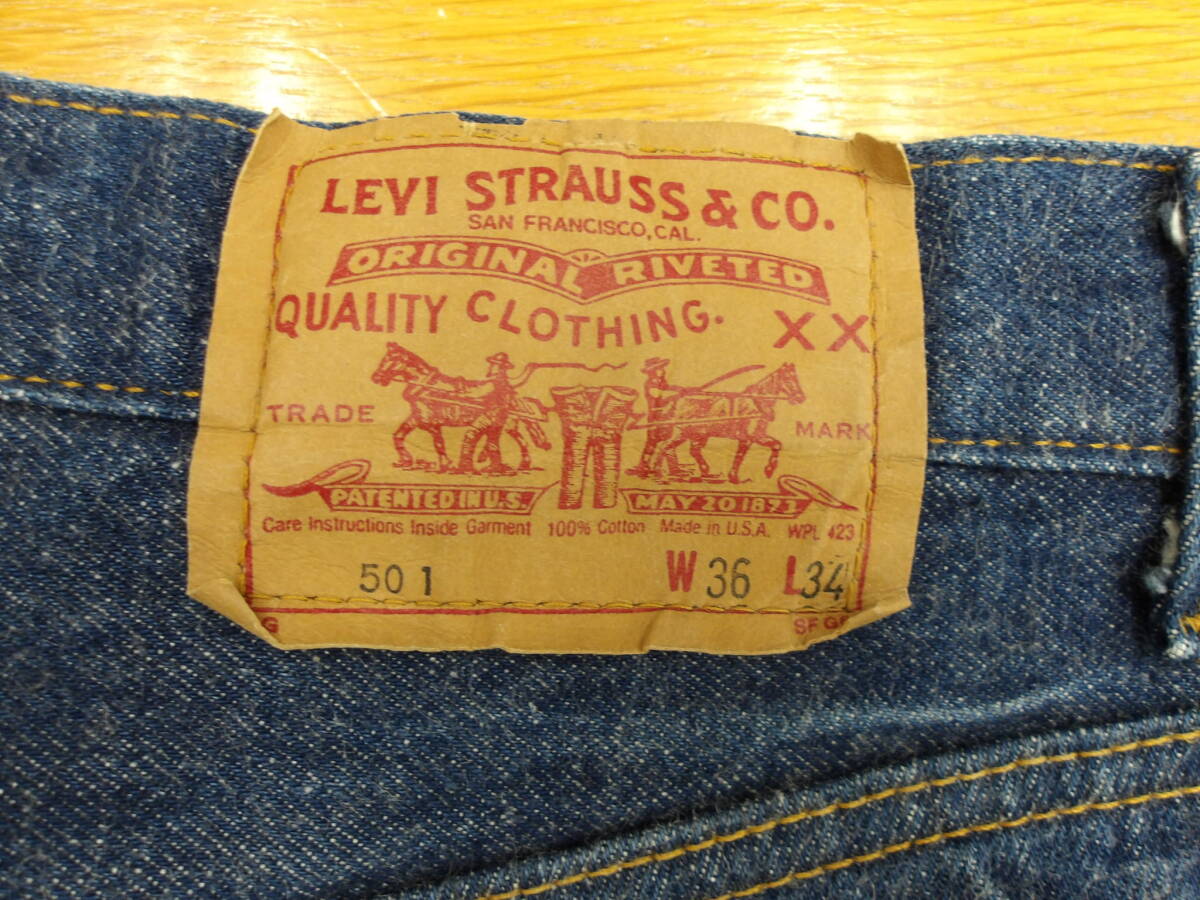 LEVI STRAUSS & CO.
SAN FRANCISCO, CAL.
ORIGINAL RIVETED
QUALITY CLOTHING. XX
TRADE MARK
PATENTED IN U.S. MAY 20 1873
Care Instructions Inside Garment 100% Cotton Made in U.S.A. WPL 423
501 W 36 L 34
G SF